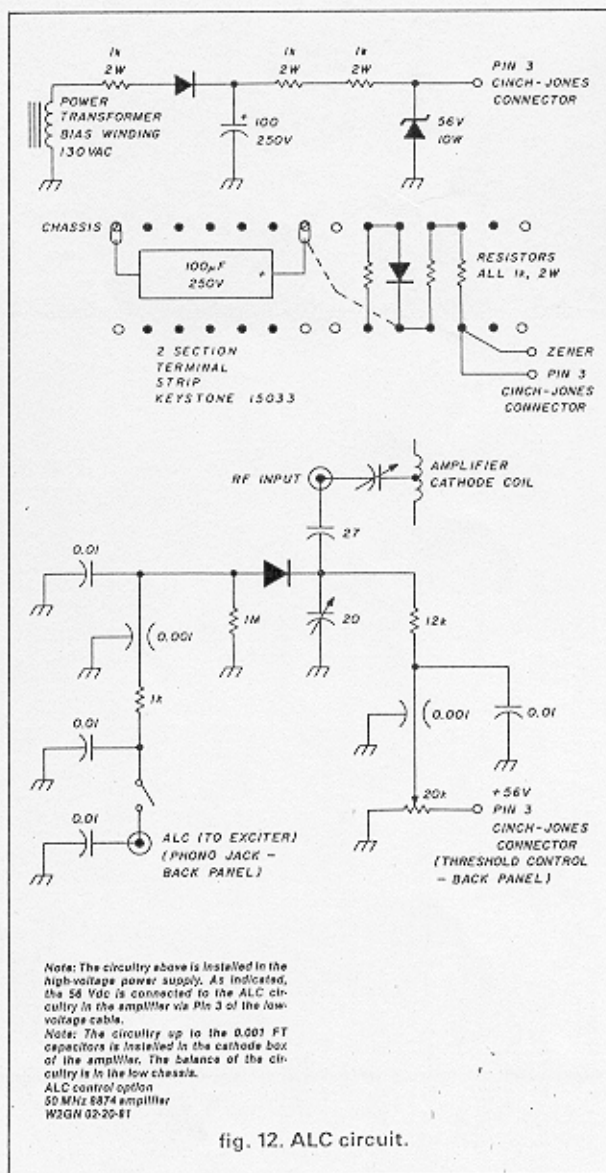 1k
2W
1k
2W
1k
2W
PIN 3
CINCH-JONES
CONNECTOR
POWER
TRANSFORMER
BIAS WINDING
130VAC
+
100
250V
56V
10W
CHASSIS
100μF
250V
+
RESISTORS
ALL 1k, 2W
2 SECTION
TERMINAL
STRIP
KEYSTONE 15033
ZENER
PIN 3
CINCH-JONES
CONNECTOR
RF INPUT
AMPLIFIER
CATHODE COIL
27
0.01
0.001
1M
20
12k
1k
0.001
0.01
0.01
20k
+56V
PIN 3
CINCH-JONES
CONNECTOR
(THRESHOLD CONTROL
- BACK PANEL)
0.01
ALC (TO EXCITER)
(PHONO JACK -
BACK PANEL)
Note: The circuitry above is installed in the
high-voltage power supply. As indicated,
the 56 Vdc is connected to the ALC cir-
cuitry in the amplifier via Pin 3 of the low-
voltage cable.
Note: The circuitry up to the 0.001 FT
capacitors is installed in the cathode box
of the amplifier. The balance of the cir-
cuitry is in the low chassis.
ALC control option
50 MHz 8874 amplifier
W2GN 02-20-81
fig. 12. ALC circuit.